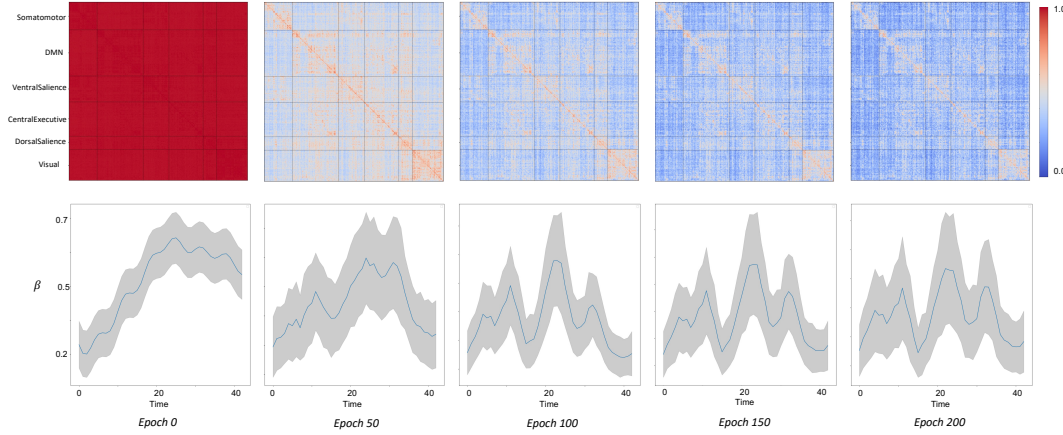 Somatomotor
DMN
VentralSalience
CentralExecutive
DorsalSalience
Visual
1.0
0.0
β
0.7
0.5
0.2
0 20 40
0 20 40
0 20 40
0 20 40
0 20 40
Time
Time
Time
Time
Time
Epoch 0
Epoch 50
Epoch 100
Epoch 150
Epoch 200